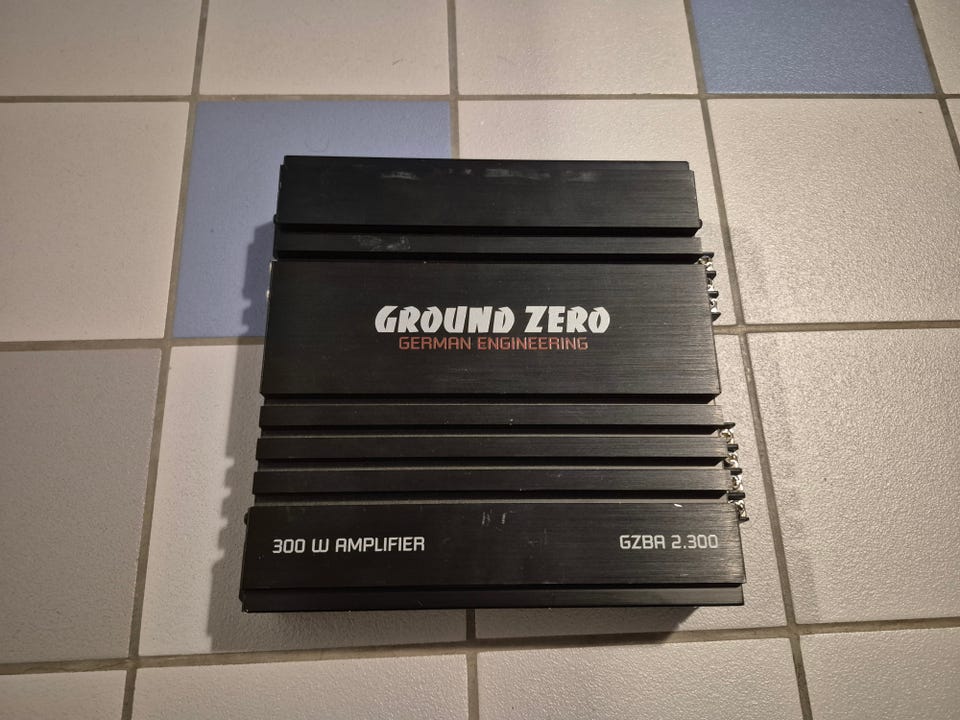 GROUND ZERO
GERMAN ENGINEERING
300 W AMPLIFIER
GZBA 2.300